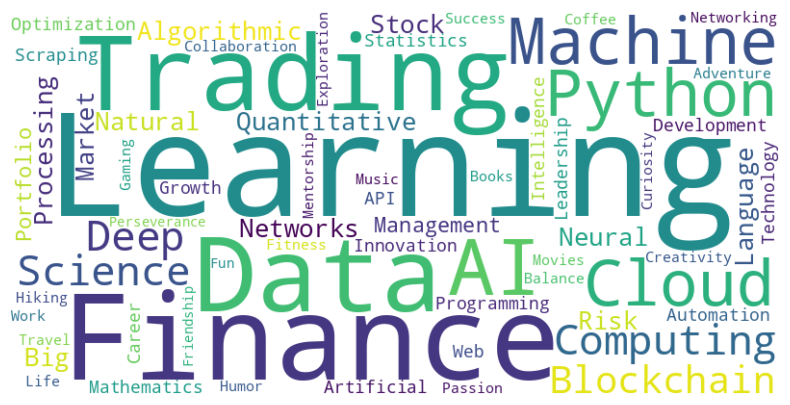 Optimization
Algorithmic
Stock
Success
Coffee
Networking
Scraping
Trading
Collaboration
Exploration
Statistics
Machine
Adventure
Processing
Market
Natural
Quantitative
Python
Portfolio
Gaming
Learning
Intelligence
Leadership
Development
Growth
Mentorship
Music
API
Books
Curiosity
Language
Technology
Perseverance
Deep
Networks
Management
Neural
Fitness
Innovation
Science
Fun
Data
AI
Movies
Balance
Creativity
Cloud
Hiking
Work
Finance
Programming
Risk
Automation
Travel
Big
Career
Friendship
Web
Computing
Life
Mathematics
Humor
Artificial
Passion
Blockchain